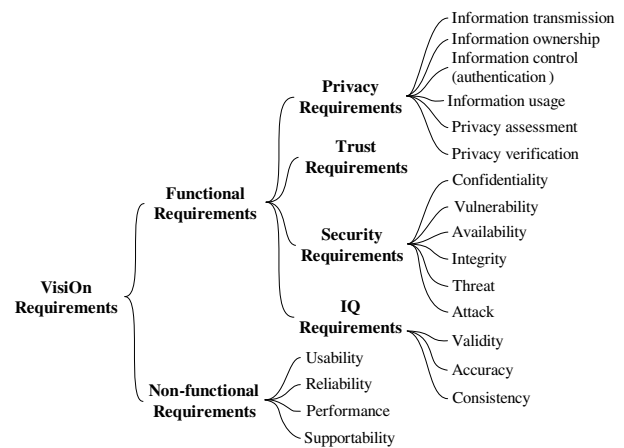 Information transmission
Information ownership
Information control
(authentication )
Information usage
Privacy assessment
Privacy verification
Privacy
Requirements
Trust
Requirements
Functional
Requirements
Confidentiality
Vulnerability
Availability
Integrity
Threat
Attack
Security
Requirements
VisiOn
Requirements
IQ
Requirements
Validity
Accuracy
Consistency
Non-functional
Requirements
Usability
Reliability
Performance
Supportability